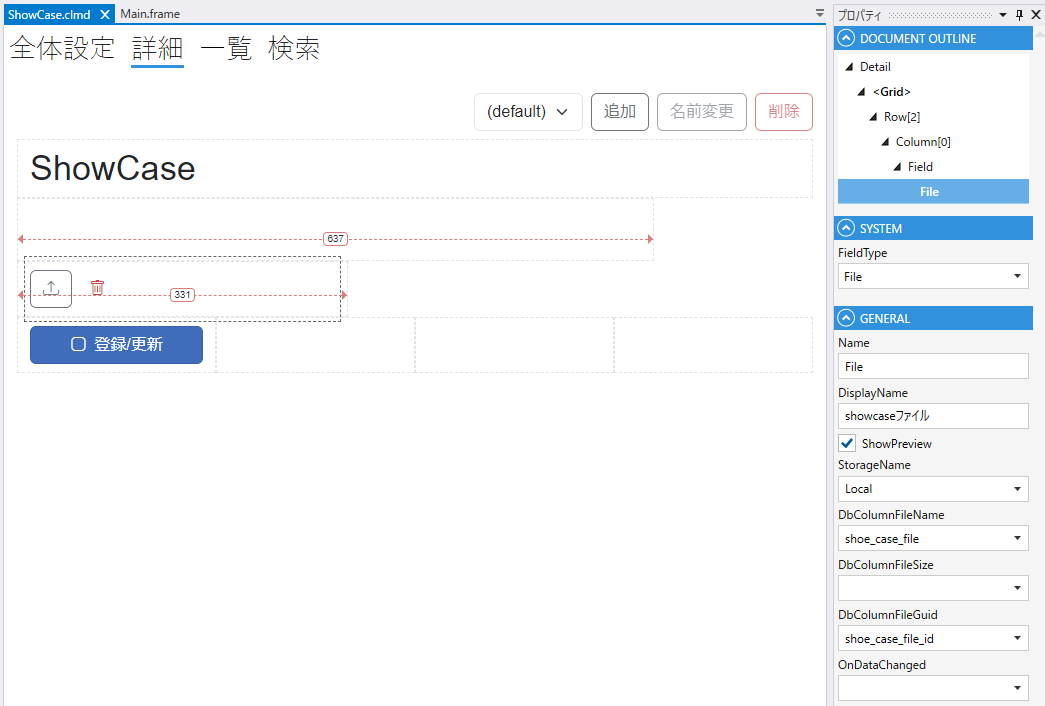 ShowCase.clmd
Main.frame
全体設定 詳細 一覧 検索
(default) 追加 名前変更 削除
ShowCase
637
331
登録/更新
プロパティ
DOCUMENT OUTLINE
Detail
<Grid>
Row[2]
Column[0]
Field
File
SYSTEM
FieldType
File
GENERAL
Name
File
DisplayName
showcaseファイル
ShowPreview
StorageName
Local
DbColumnFileName
shoe_case_file
DbColumnFileSize
DbColumnFileGuid
shoe_case_file_id
OnDataChanged